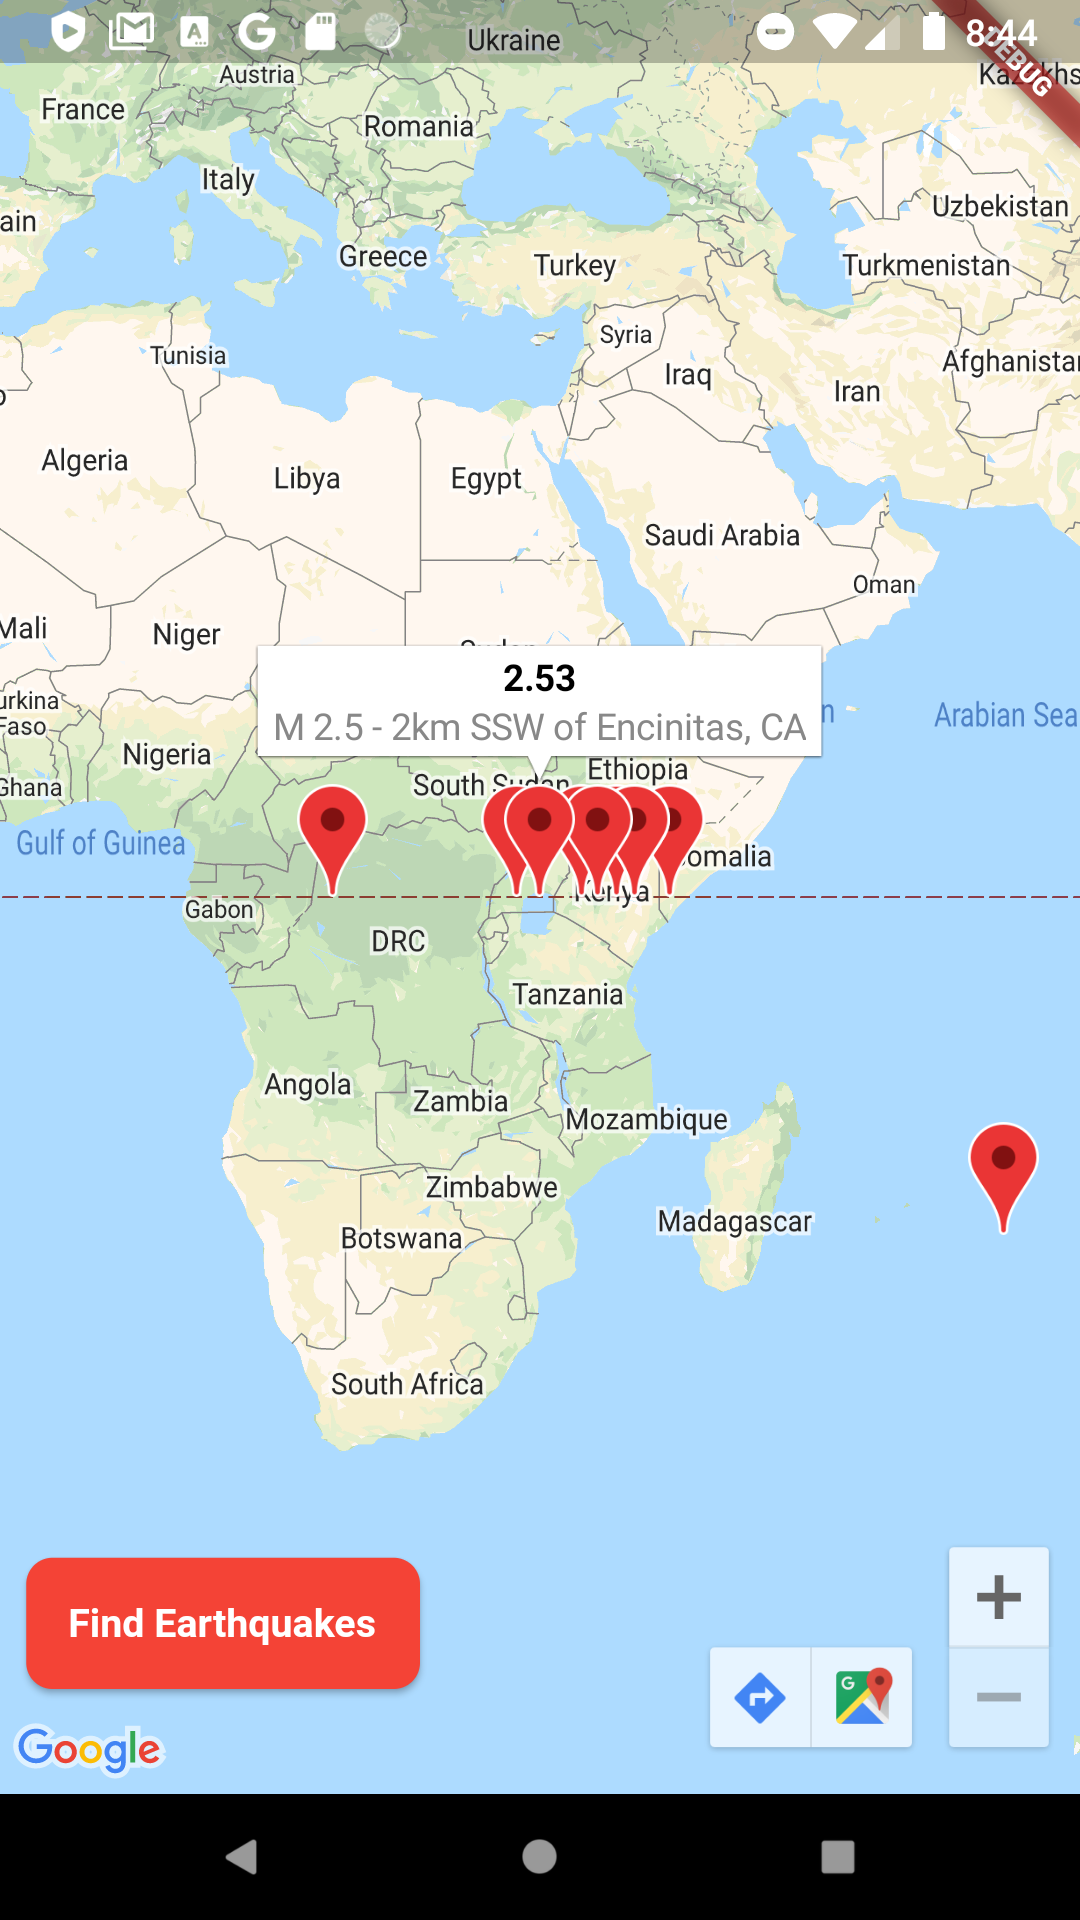 8:44
DEBUG
Ukraine
Austria
France
Romania
Italy
ain
Uzbekistan
Greece
Turkey
Turkmenistan
Syria
Tunisia
Iraq
Afghanistan
Iran
Algeria
Libya
Egypt
Saudi Arabia
Oman
Mali
Niger
Sudan
2.53
M 2.5 - 2km SSW of Encinitas, CA
urkina
Faso
n
Arabian Sea
Nigeria
Ethiopia
South Sudan
Ghana
Gulf of Guinea
omalia
Kenya
Gabon
DRC
Tanzania
Angola
Zambia
Mozambique
Zimbabwe
Madagascar
Botswana
South Africa
Find Earthquakes
Google